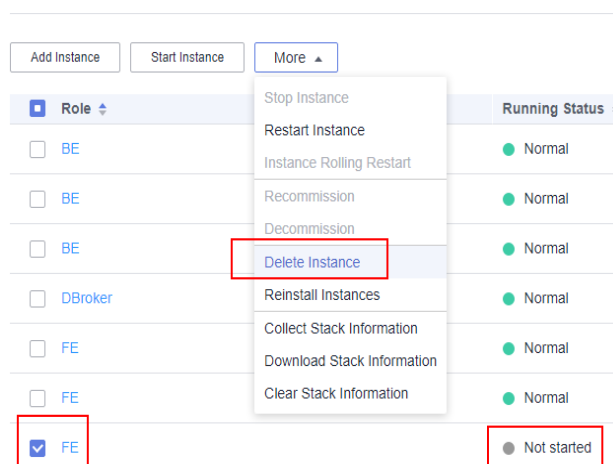 Add Instance Start Instance More
Stop Instance
Role Running Status
Restart Instance
BE Normal
Instance Rolling Restart
BE Recommission Normal
Decommission
BE Delete Instance Normal
DBroker Reinstall Instances Normal
Collect Stack Information
FE Normal
Download Stack Information
FE Clear Stack Information Normal
FE Not started